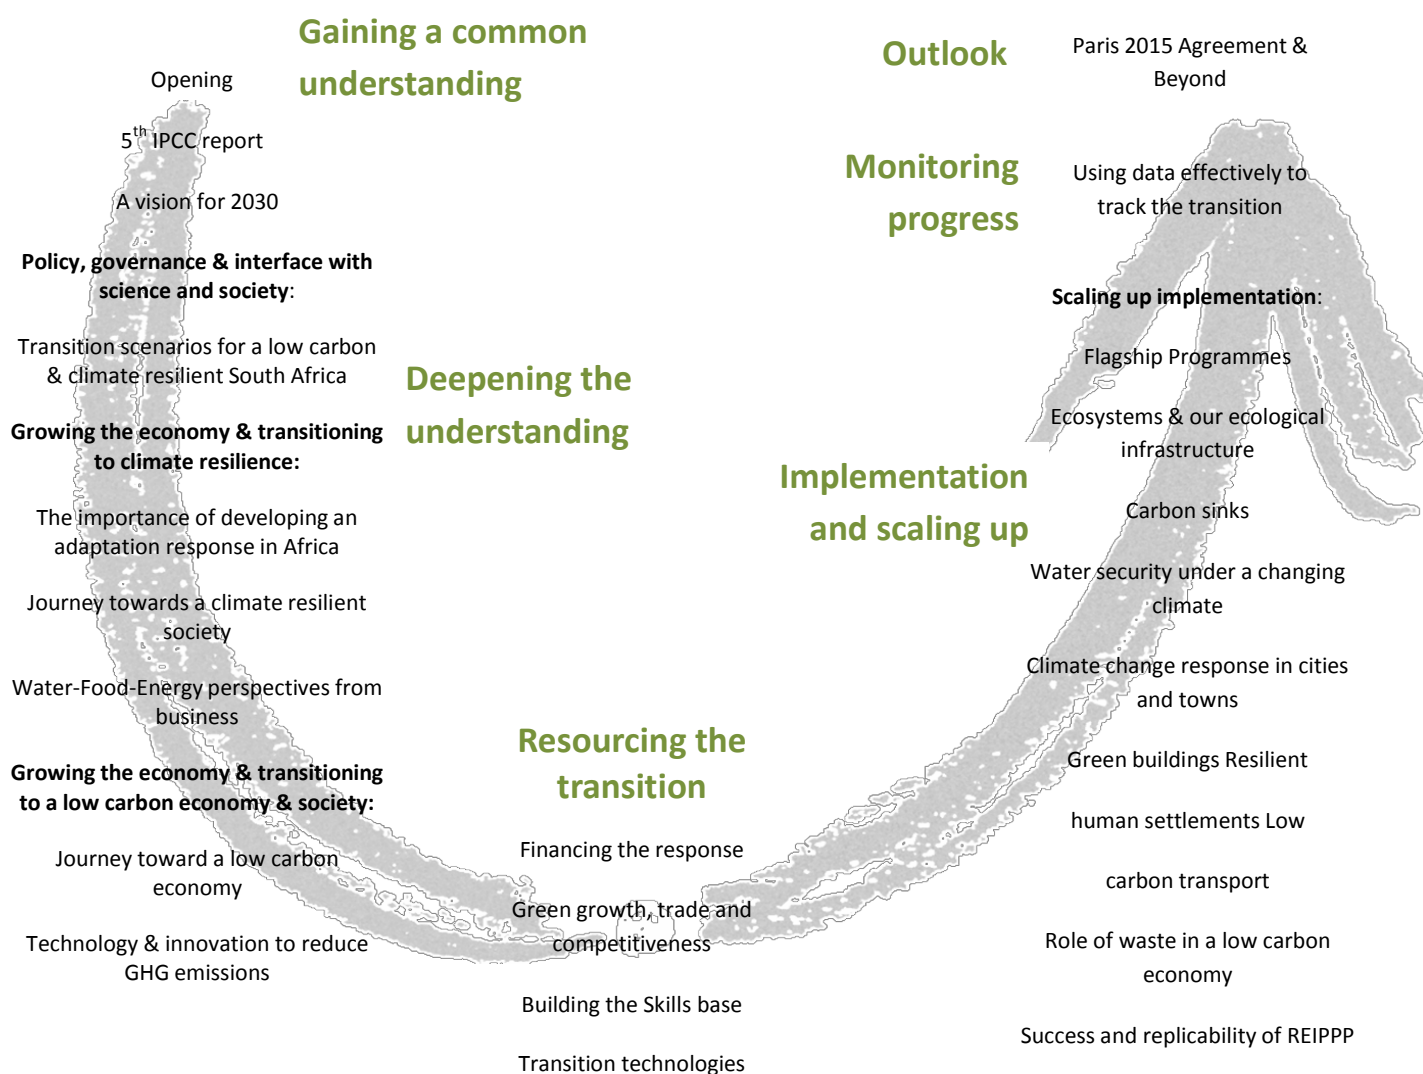 Gaining a common
understanding
Opening
5th IPCC report
A vision for 2030
Policy, governance & interface with
science and society:
Transition scenarios for a low carbon
& climate resilient South Africa
Growing the economy & transitioning
to climate resilience:
The importance of developing an
adaptation response in Africa
Journey towards a climate resilient
society
Water-Food-Energy perspectives from
business
Growing the economy & transitioning
to a low carbon economy & society:
Journey toward a low carbon
economy
Technology & innovation to reduce
GHG emissions
Deepening the
understanding
Resourcing the
transition
Financing the response
Green growth, trade and
competitiveness
Building the Skills base
Transition technologies
Outlook
Monitoring
progress
Implementation
and scaling up
Paris 2015 Agreement &
Beyond
Using data effectively to
track the transition
Scaling up implementation:
Flagship Programmes
Ecosystems & our ecological
infrastructure
Carbon sinks
Water security under a changing
climate
Climate change response in cities
and towns
Green buildings Resilient
human settlements Low
carbon transport
Role of waste in a low carbon
economy
Success and replicability of REIPPP